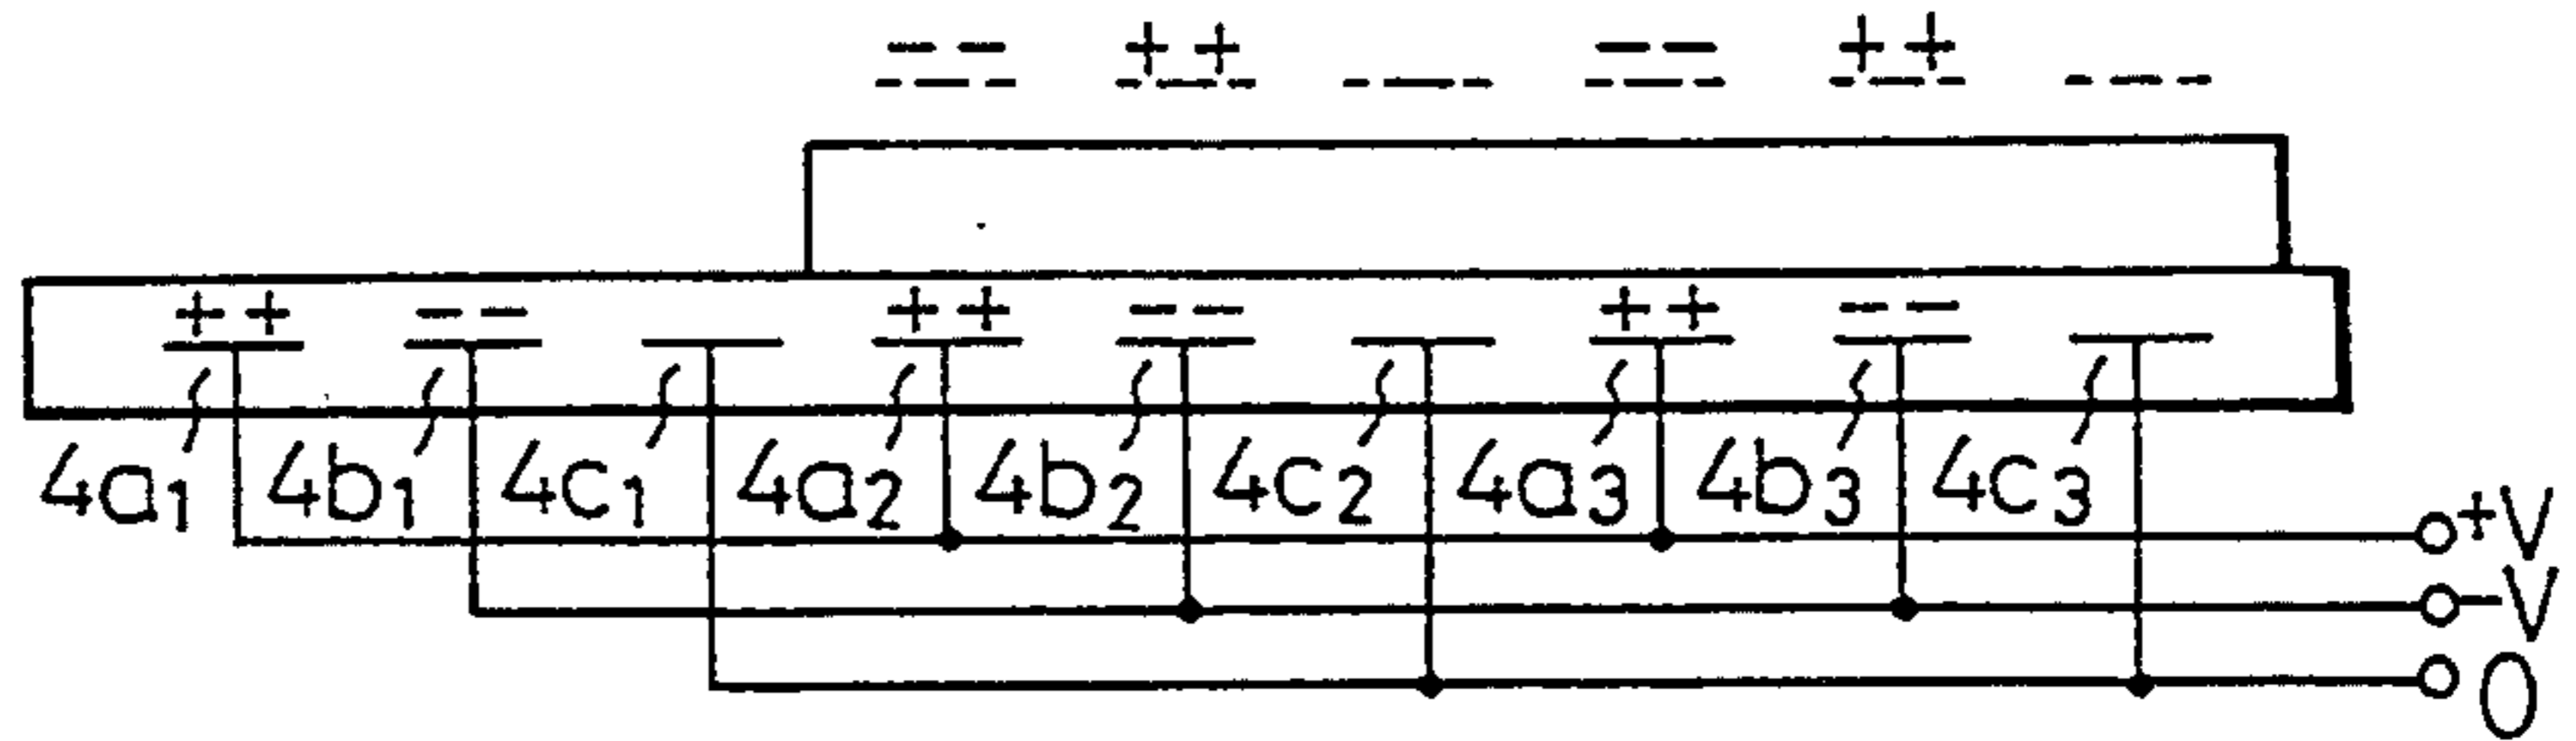 -- ++ -- ++
++ -- ++ -- ++ --
4a1 4b1 4c1 4a2 4b2 4c2 4a3 4b3 4c3
+V
-V
0